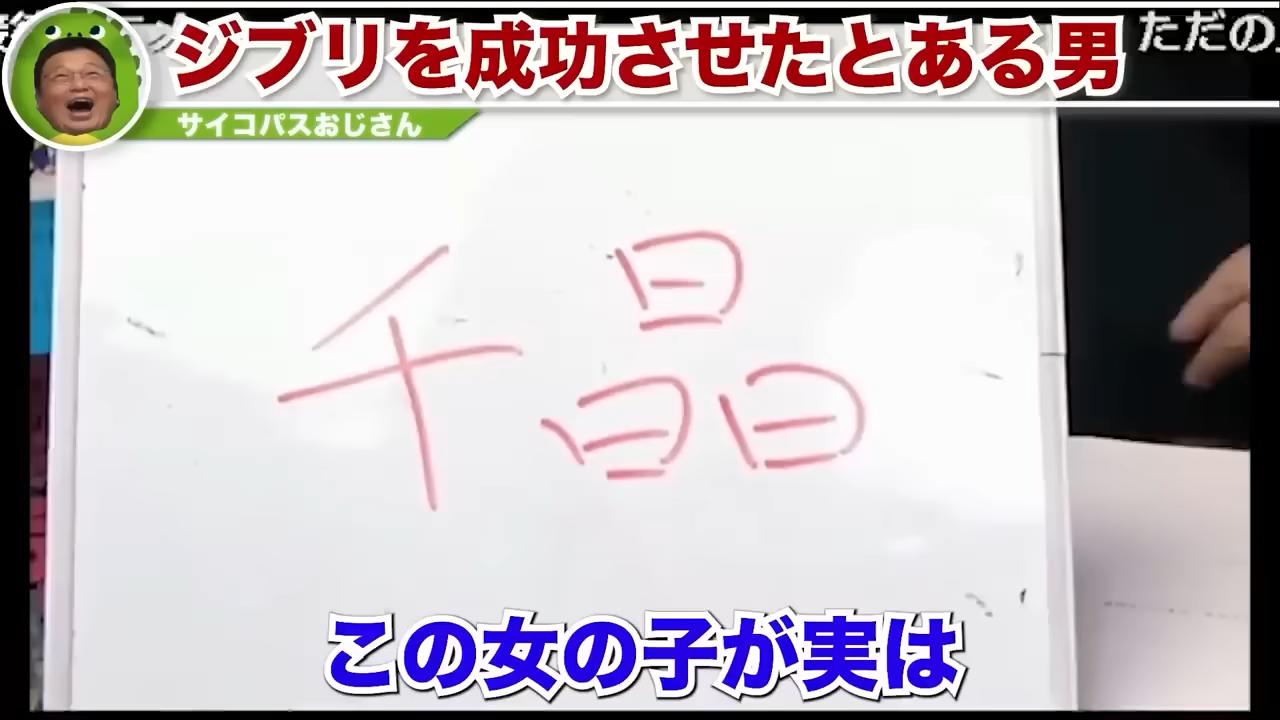 ジブリを成功させたとある男
ただの
サイコパスおじさん
千晶
この女の子が実は